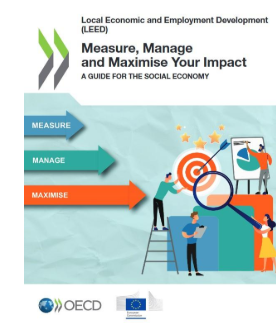 Local Economic and Employment Development
(LEED)
Measure, Manage
and Maximise Your Impact
A GUIDE FOR THE SOCIAL ECONOMY
MEASURE
MANAGE
MAXIMISE
OECD